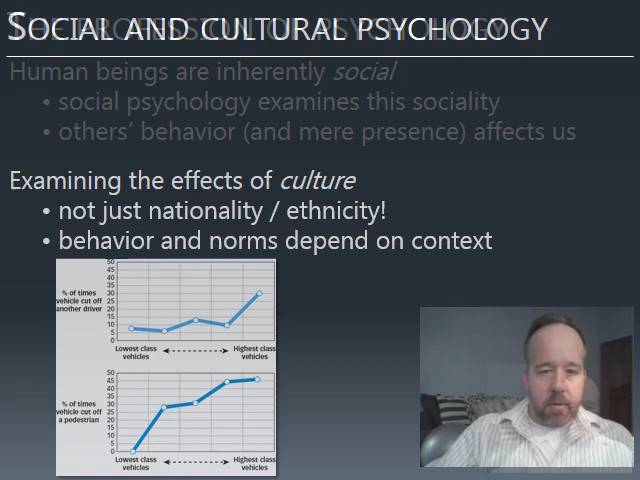 SOCIAL AND CULTURAL PSYCHOLOGY
THE PROFESSION OF PSYCHOLOGY
Human beings are inherently social
• social psychology examines this sociality
• others' behavior (and mere presence) affects us
Examining the effects of culture
• not just nationality / ethnicity!
• behavior and norms depend on context
% of times
vehicle cut off
another driver
50
45
40
35
30
25
20
15
10
5
0
Lowest class
vehicles
Highest class
vehicles
% of times
vehicle cut off
a pedestrian
50
45
40
35
30
25
20
15
10
5
0
Lowest class
vehicles
Highest class
vehicles